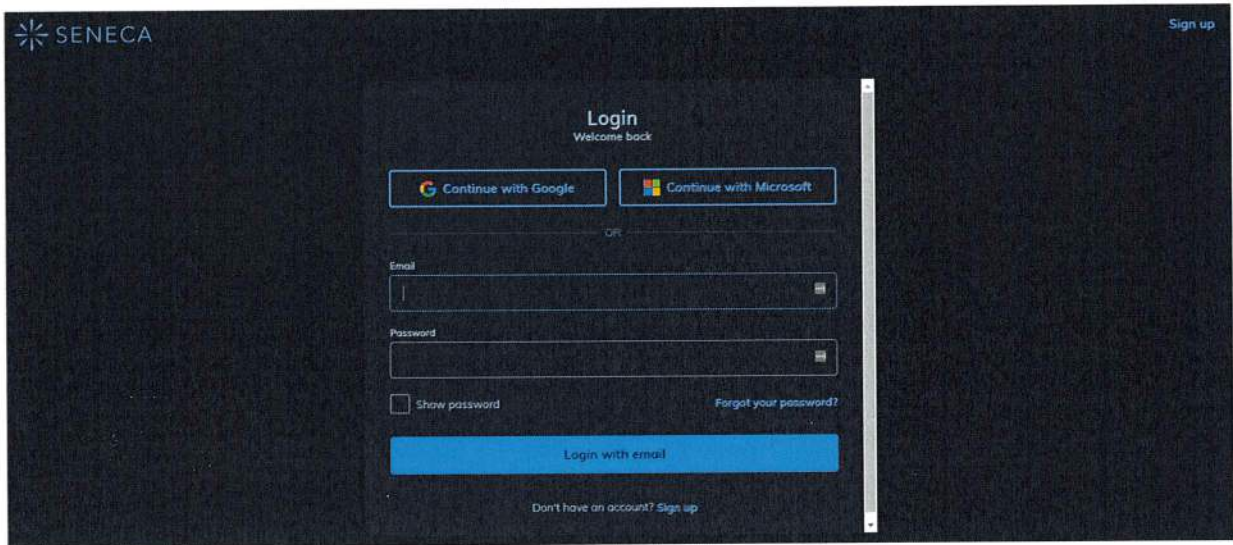 SENECA
Sign up
Login
Welcome back
Continue with Google
Continue with Microsoft
OR
Email
Password
Show password
Forgot your password?
Login with email
Don't have an account? Sign up